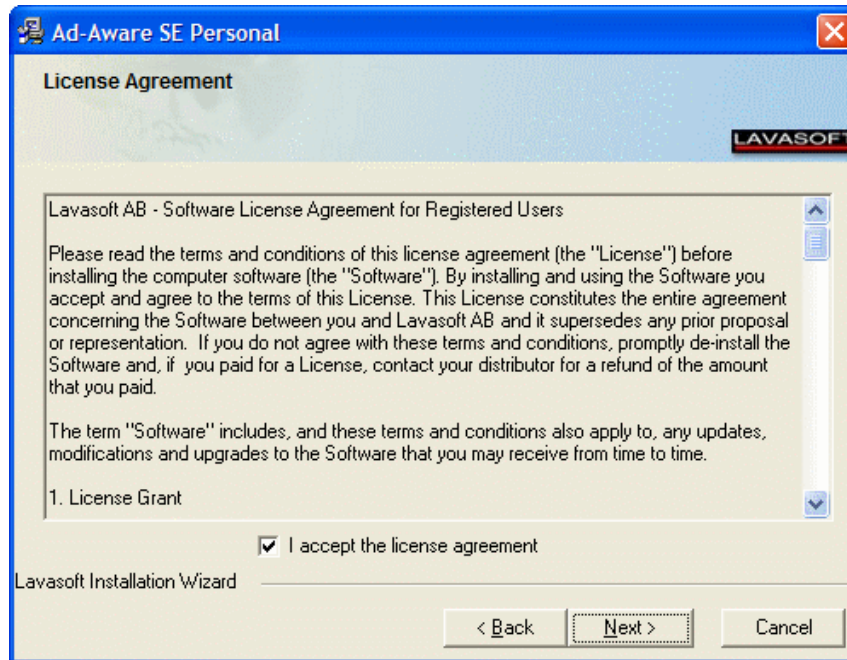 Ad-Aware SE Personal
License Agreement
LAVASOFT
Lavasoft AB - Software License Agreement for Registered Users
Please read the terms and conditions of this license agreement (the "License") before
installing the computer software (the "Software"). By installing and using the Software you
accept and agree to the terms of this License. This License constitutes the entire agreement
concerning the Software between you and Lavasoft AB and it supersedes any prior proposal
or representation.  If you do not agree with these terms and conditions, promptly de-install the
Software and, if  you paid for a License, contact your distributor for a refund of the amount
that you paid.
The term "Software" includes, and these terms and conditions also apply to, any updates,
modifications and upgrades to the Software that you may receive from time to time.
1. License Grant
I accept the license agreement
Lavasoft Installation Wizard
< Back
Next >
Cancel